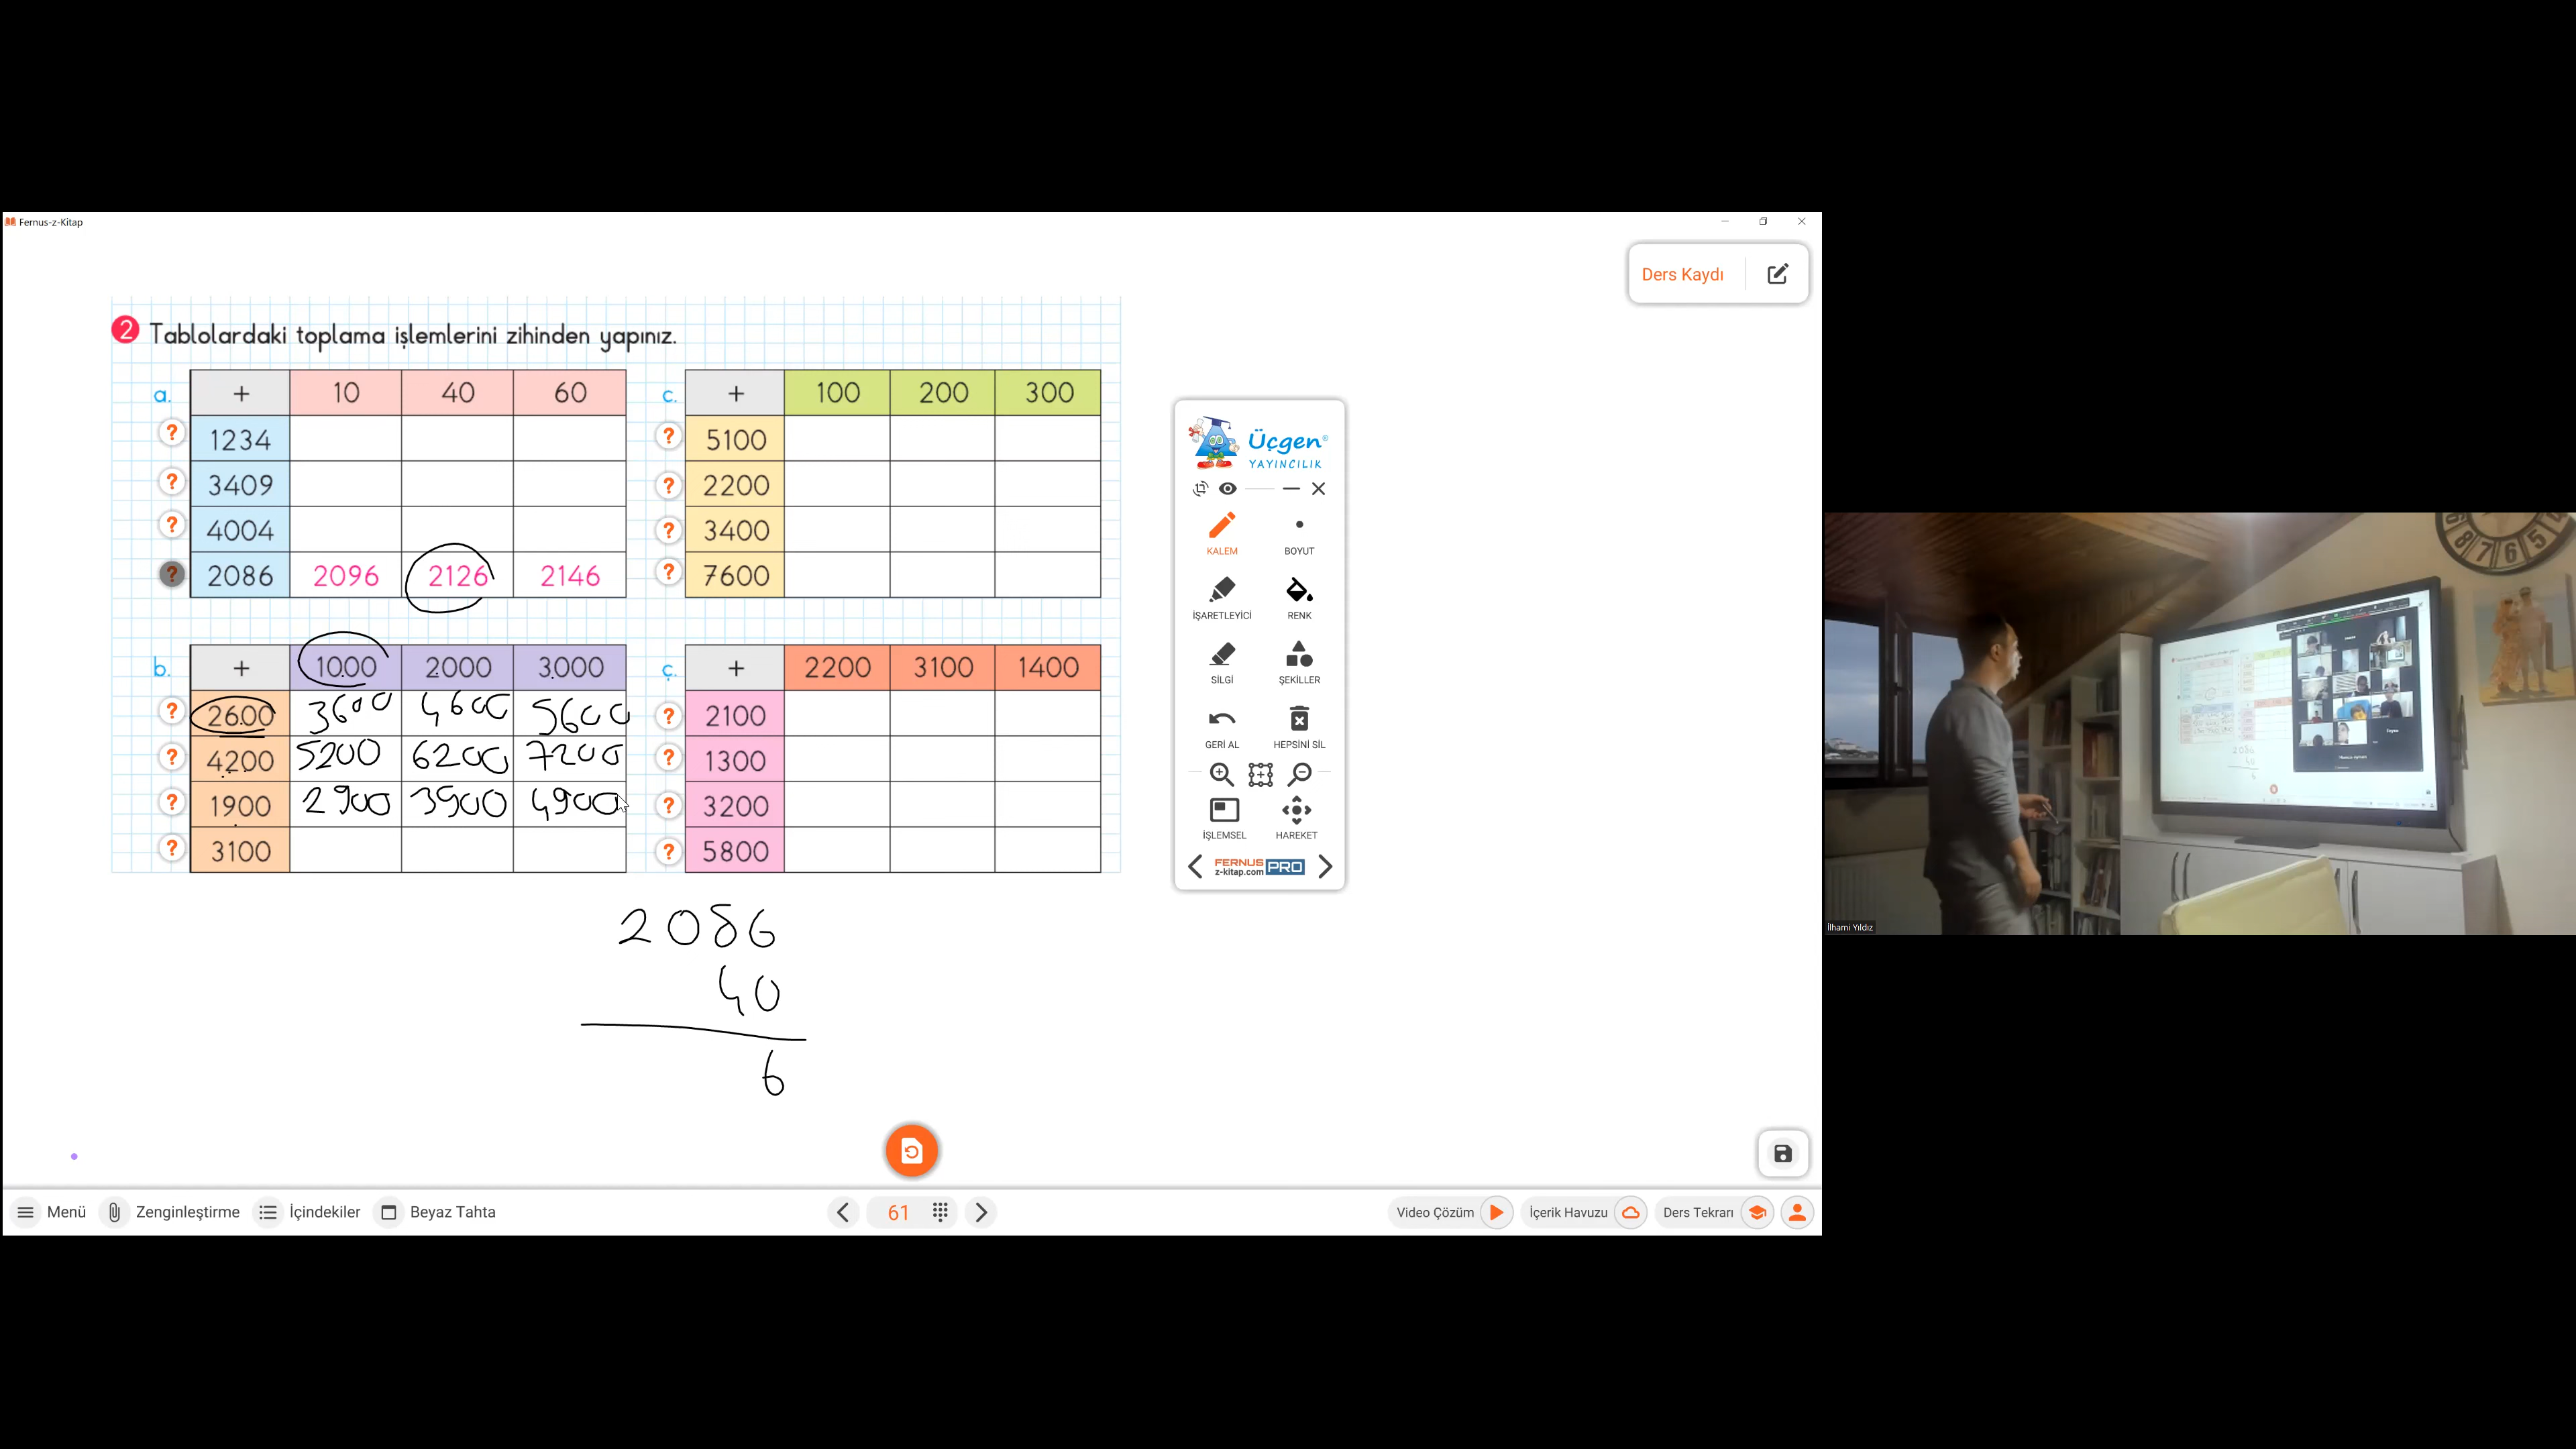 Fernus-z-Kitap
Ders Kaydı
2 Tablolardaki toplama işlemlerini zihinden yapınız.
a.
+ 10 40 60
? 1234
? 3409
? 4004
? 2086 2096 2126 2146
c.
+ 100 200 300
? 5100
? 2200
? 3400
? 7600
b.
+ 1000 2000 3000
? 2600 3600 4600 5600
? 4200 5200 6200 7200
? 1900 2900 3900 4900
? 3100
ç.
+ 2200 3100 1400
? 2100
? 1300
? 3200
? 5800
2086
40
6
Üçgen
YAYINCILIK
KALEM BOYUT
İŞARETLEYİCİ RENK
SİLGİ ŞEKİLLER
GERİ AL HEPSİNİ SİL
İŞLEMSEL HAREKET
FERNUS PRO
z-kitap.com
İlhami Yıldız
Menü Zenginleştirme İçindekiler Beyaz Tahta 61 Video Çözüm İçerik Havuzu Ders Tekrarı